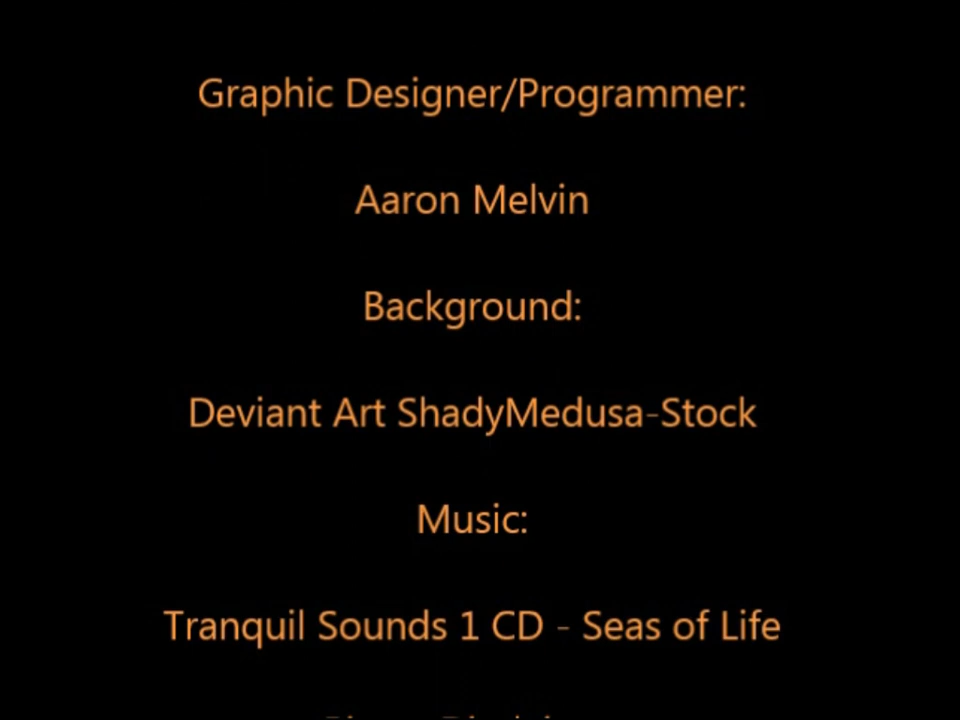 Graphic Designer/Programmer:
Aaron Melvin
Background:
Deviant Art ShadyMedusa-Stock
Music:
Tranquil Sounds 1 CD - Seas of Life